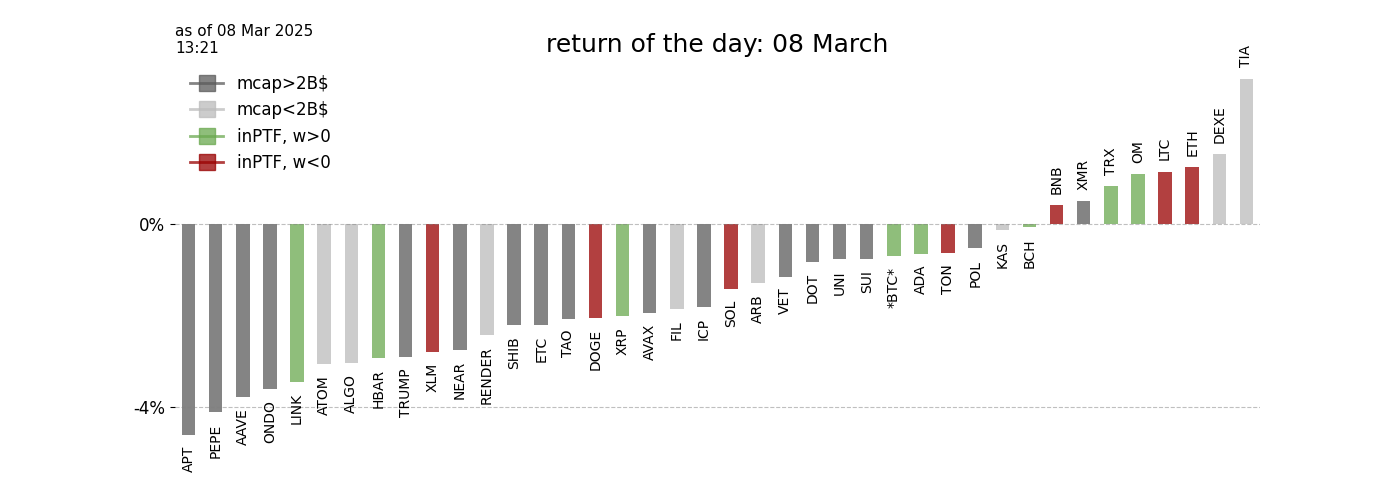 as of 08 Mar 2025
13:21
return of the day: 08 March
mcap>2B$
mcap<2B$
inPTF, w>0
inPTF, w<0
0%
-4%
APT
PEPE
AAVE
ONDO
LINK
ATOM
ALGO
HBAR
TRUMP
XLM
NEAR
RENDER
SHIB
ETC
TAO
DOGE
XRP
AVAX
FIL
ICP
SOL
ARB
VET
DOT
UNI
SUI
*BTC*
ADA
TON
POL
KAS
BCH
BNB
XMR
TRX
OM
LTC
ETH
DEXE
TIA